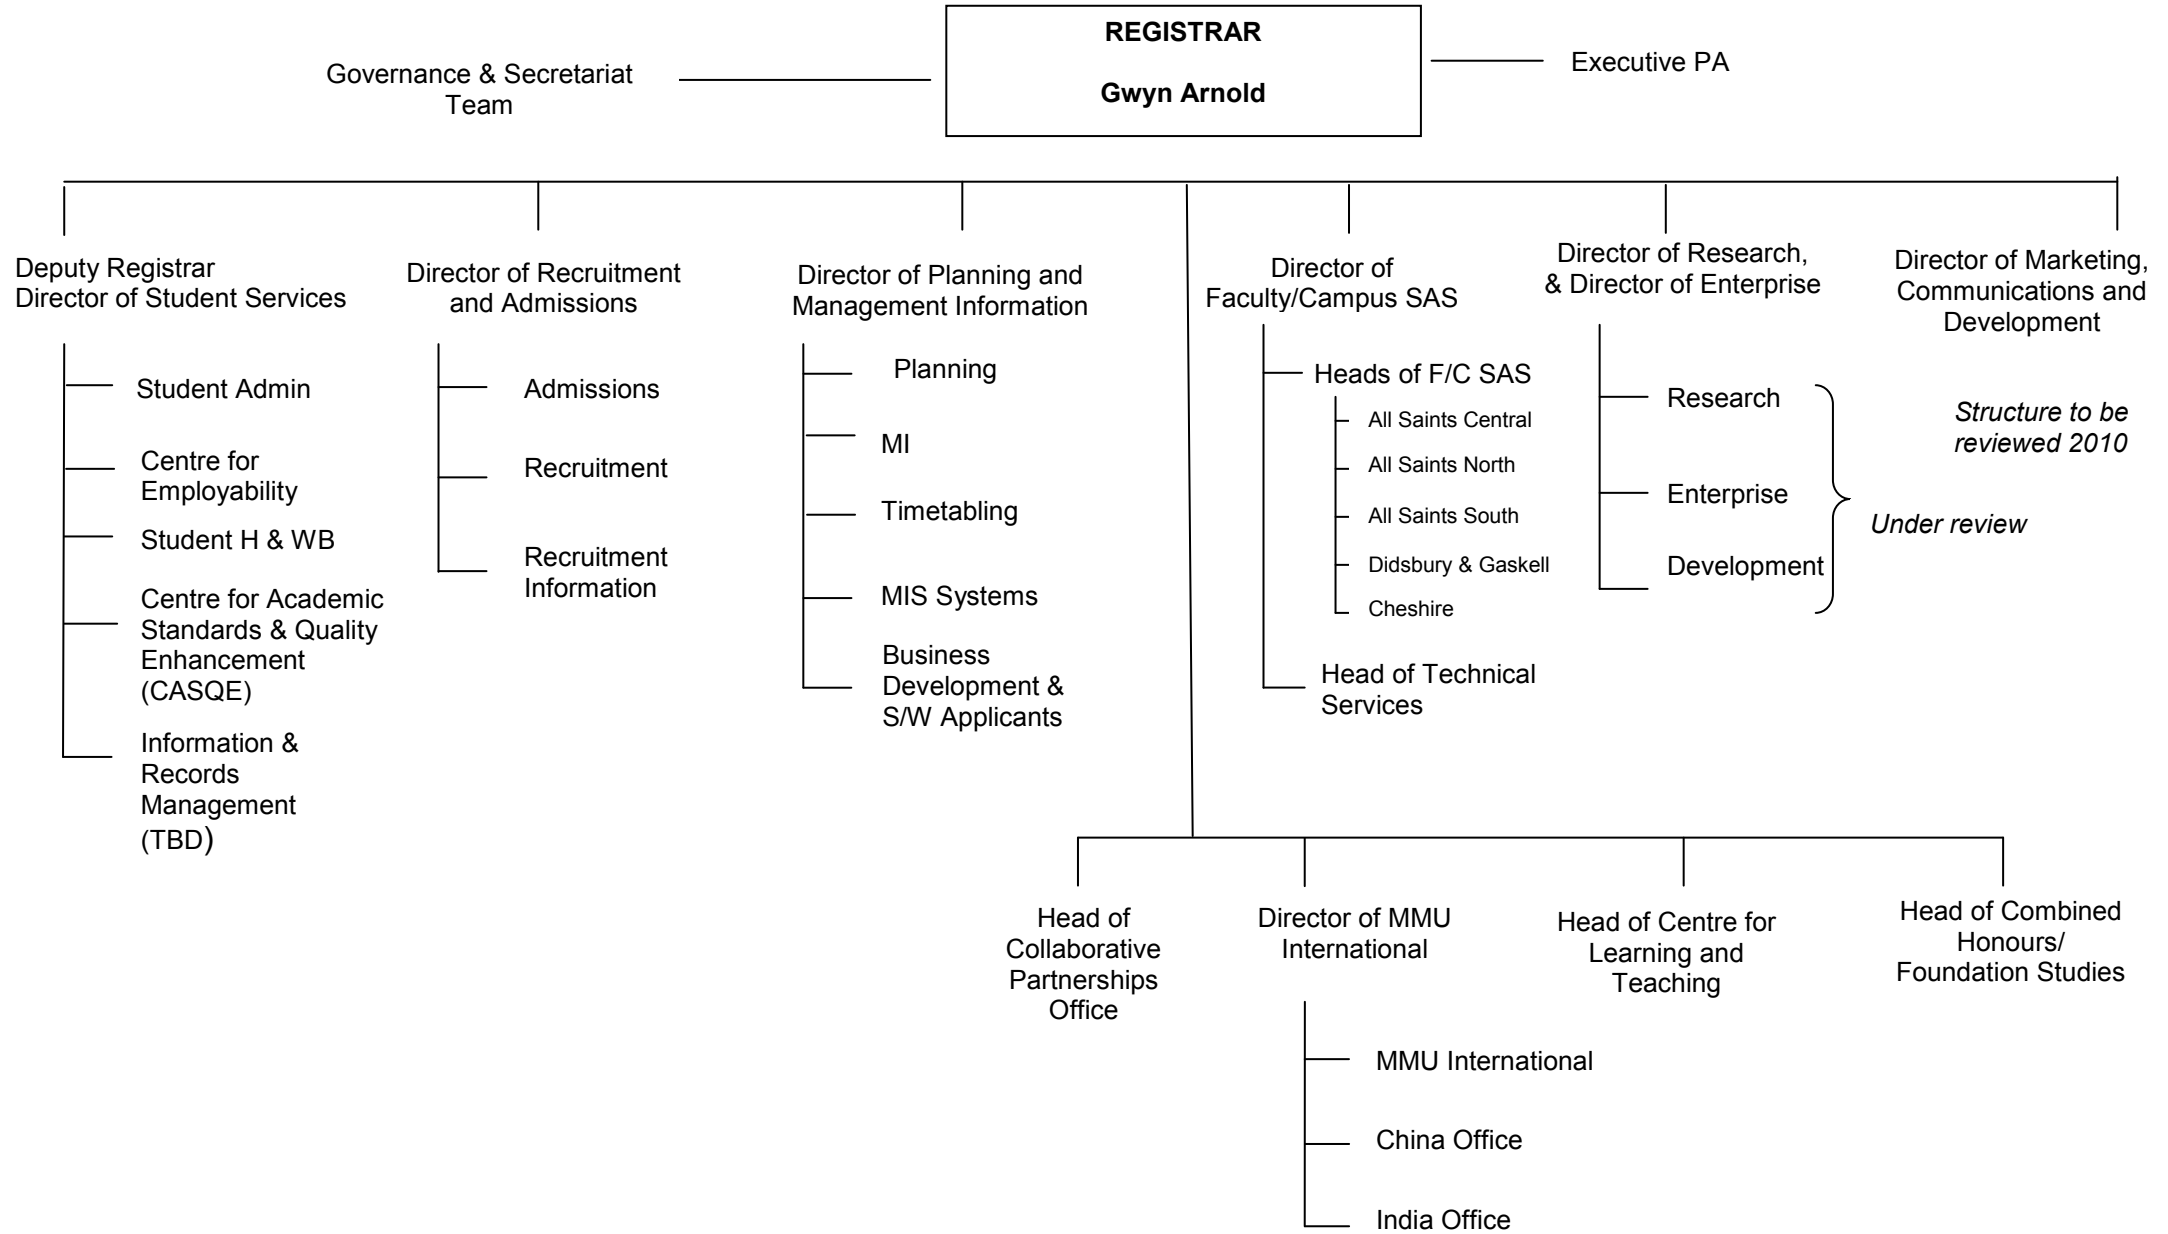 REGISTRAR
Gwyn Arnold
Governance & Secretariat
Team
Executive PA
Deputy Registrar
Director of Student Services
Student Admin
Centre for
Employability
Student H & WB
Centre for Academic
Standards & Quality
Enhancement
(CASQE)
Information &
Records
Management
(TBD)
Director of Recruitment
and Admissions
Admissions
Recruitment
Recruitment
Information
Director of Planning and
Management Information
Planning
MI
Timetabling
MIS Systems
Business
Development &
S/W Applicants
Director of
Faculty/Campus SAS
Heads of F/C SAS
All Saints Central
All Saints North
All Saints South
Didsbury & Gaskell
Cheshire
Head of Technical
Services
Director of Research,
& Director of Enterprise
Research
Enterprise
Development
Under review
Director of Marketing,
Communications and
Development
Structure to be
reviewed 2010
Head of
Collaborative
Partnerships
Office
Director of MMU
International
MMU International
China Office
India Office
Head of Centre for
Learning and
Teaching
Head of Combined
Honours/
Foundation Studies